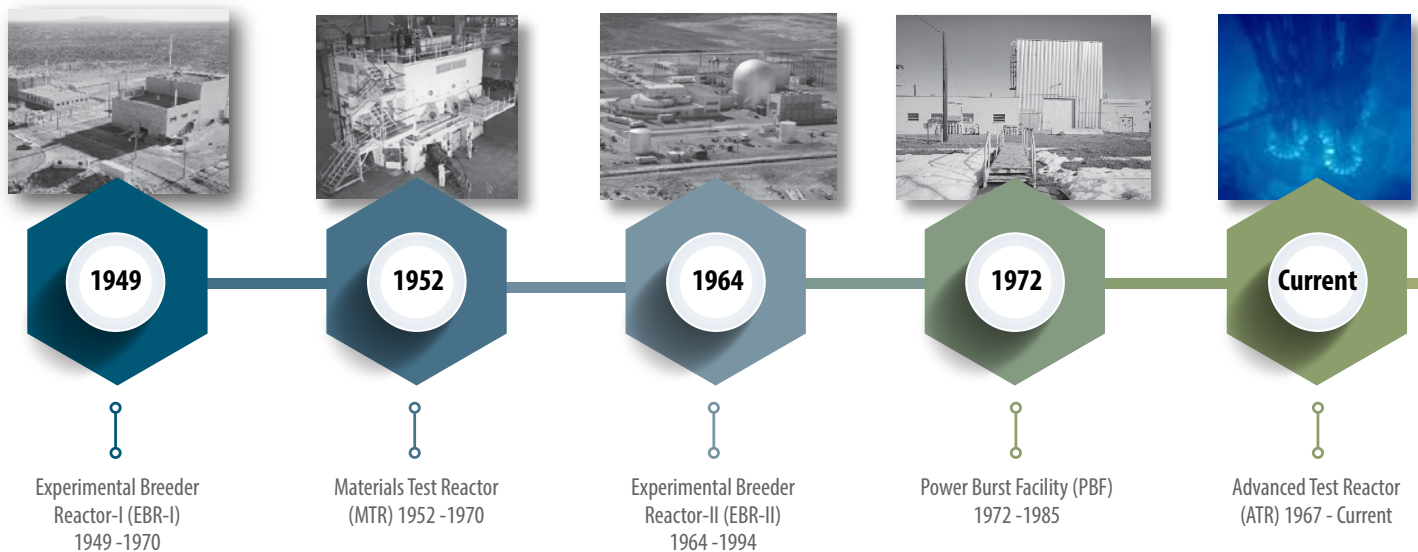 1949
1952
1964
1972
Current
Experimental Breeder
Reactor-I (EBR-I)
1949 -1970
Materials Test Reactor
(MTR) 1952 -1970
Experimental Breeder
Reactor-II (EBR-II)
1964 -1994
Power Burst Facility (PBF)
1972 -1985
Advanced Test Reactor
(ATR) 1967 - Current